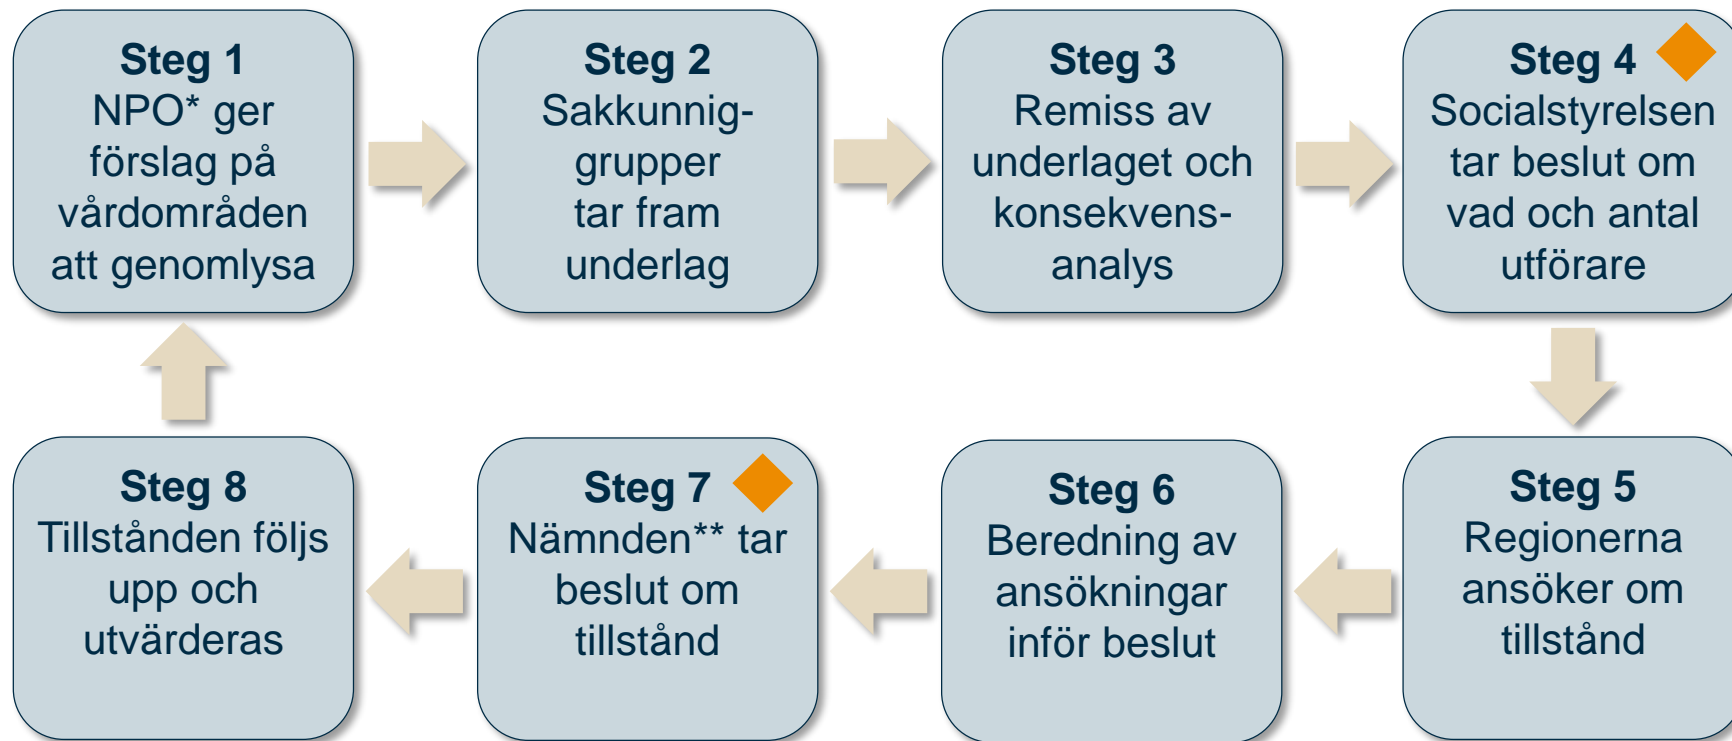 Steg 1
NPO* ger
förslag på
vårdområden
att genomlysa
Steg 2
Sakkunnig-
grupper
tar fram
underlag
Steg 3
Remiss av
underlaget och
konsekvens-
analys
Steg 4
Socialstyrelsen
tar beslut om
vad och antal
utförare
Steg 5
Regionerna
ansöker om
tillstånd
Steg 6
Beredning av
ansökningar
inför beslut
Steg 7
Nämnden** tar
beslut om
tillstånd
Steg 8
Tillstånden följs
upp och
utvärderas